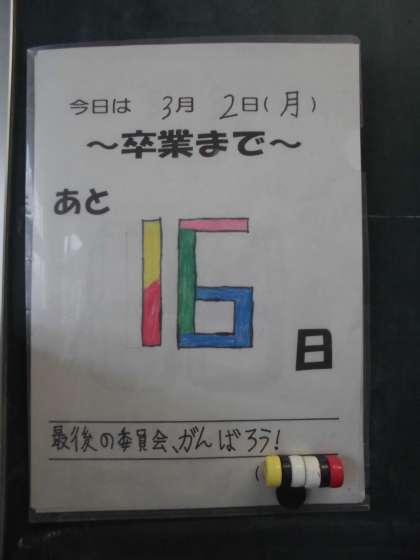 今日は 3月 2日(月)
～卒業まで～
あと
16
日
最後の委員会、がんばろう!